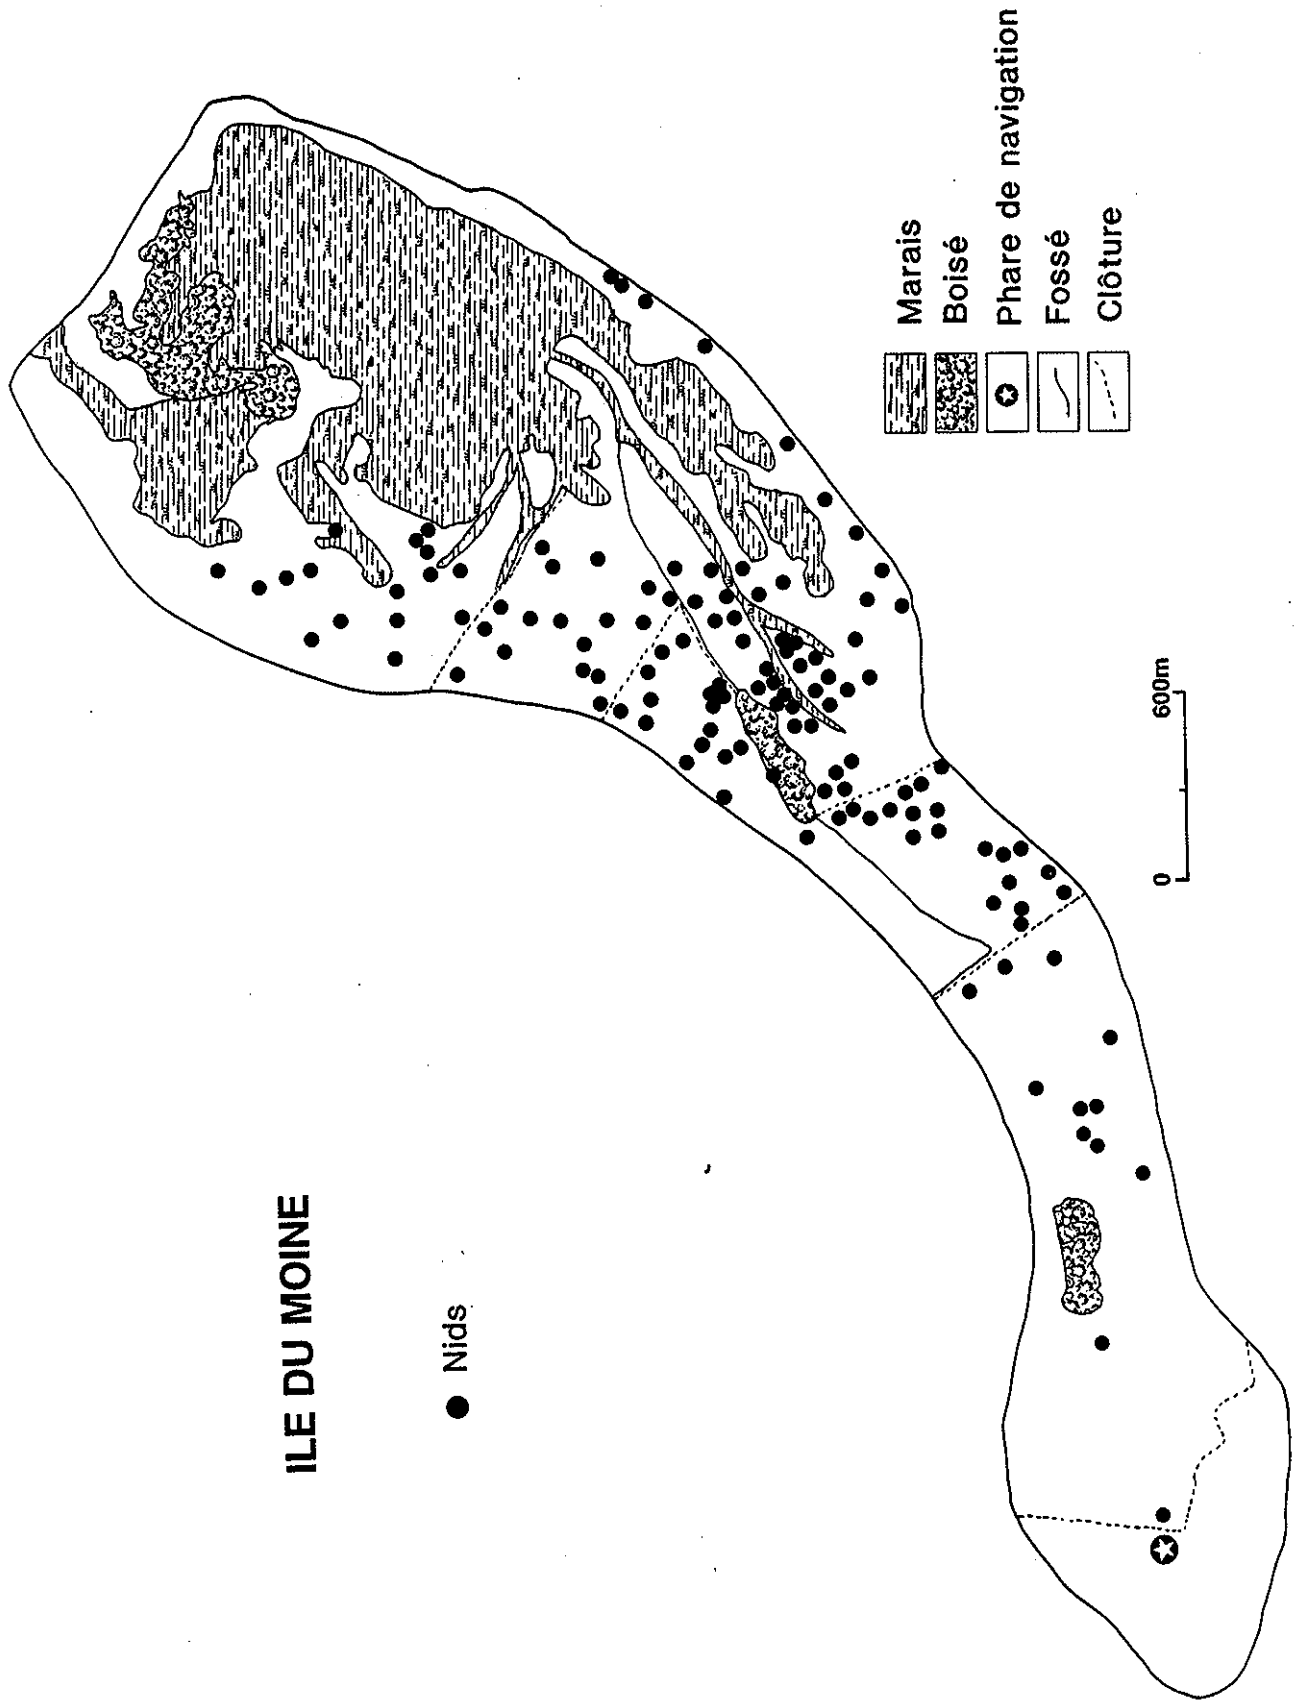 ILE DU MOINE
Nids
Marais
Boisé
Phare de navigation
Fossé
Clôture
0 600m